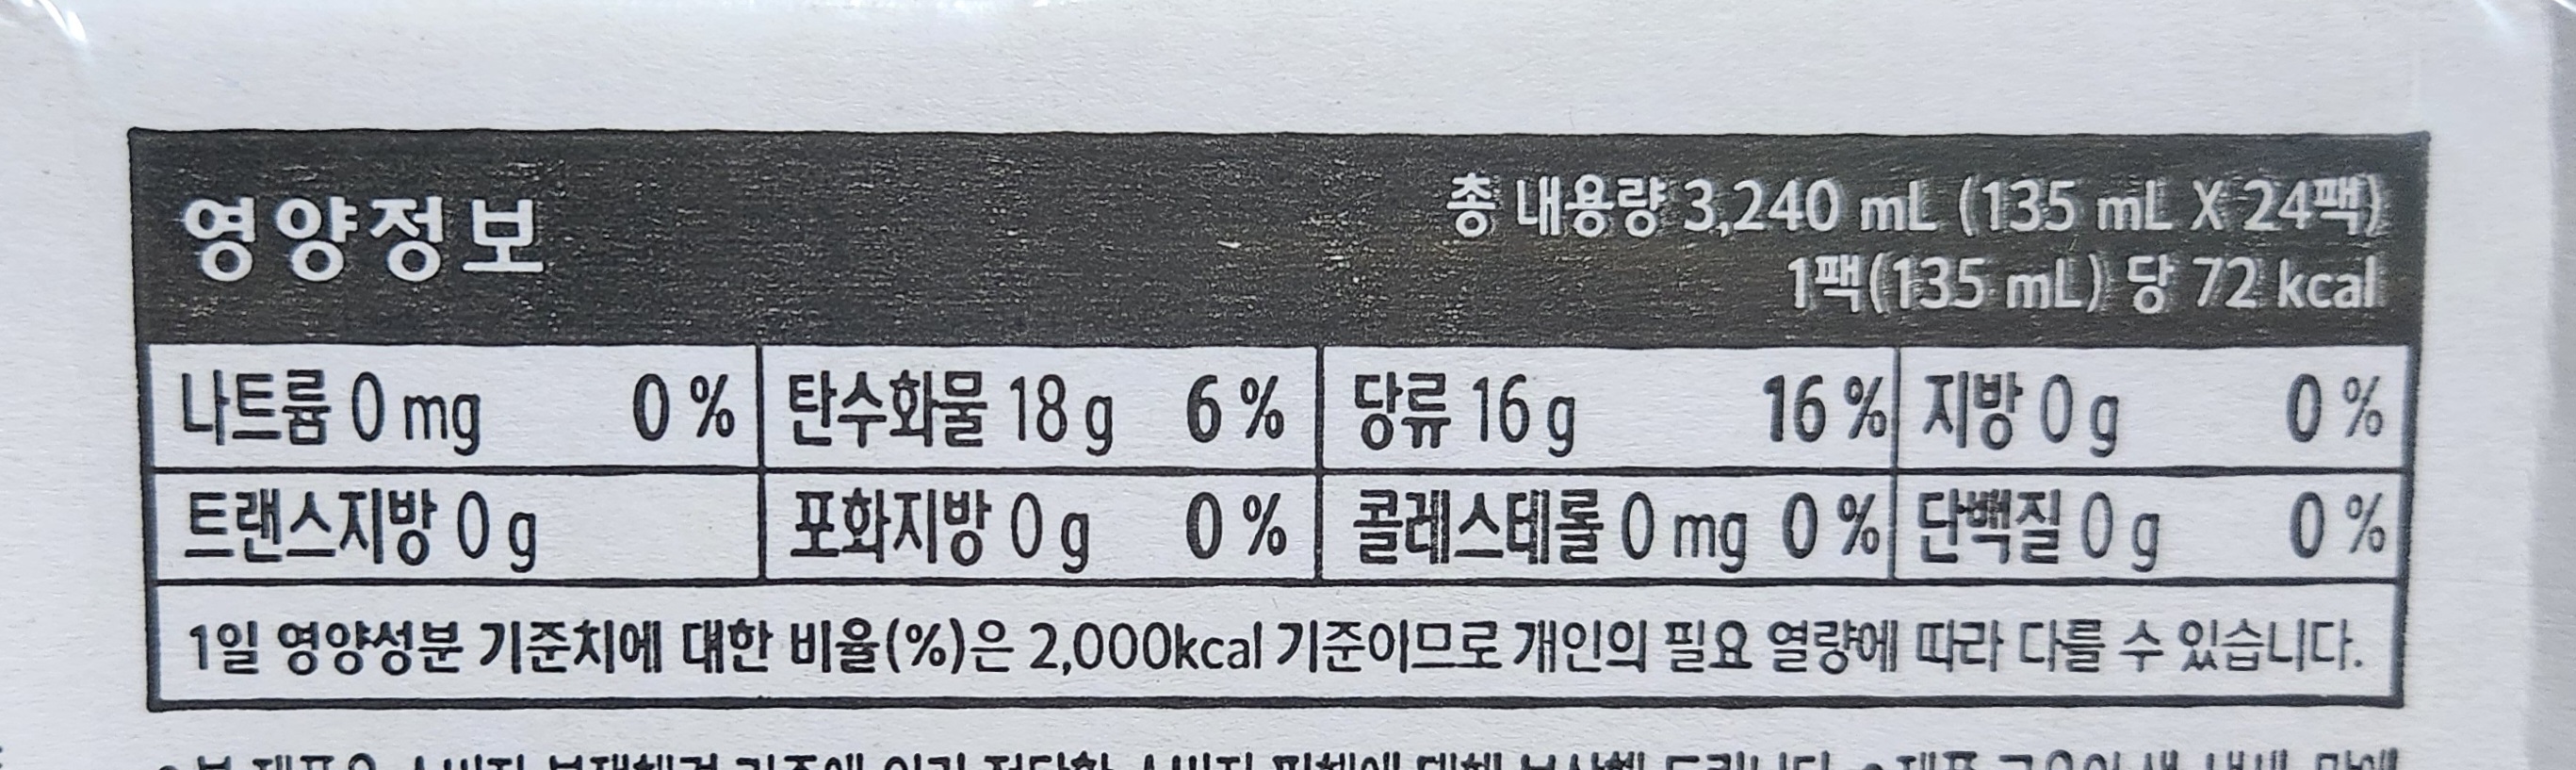 영양정보
총 내용량 3,240 mL (135 mL X 24팩)
1팩(135 mL) 당 72 kcal
나트륨 0 mg 0 % 탄수화물 18 g 6 % 당류 16 g 16 % 지방 0 g 0 %
트랜스지방 0 g 포화지방 0 g 0 % 콜레스테롤 0 mg 0 % 단백질 0 g 0 %
1일 영양성분 기준치에 대한 비율(%)은 2,000kcal 기준이므로 개인의 필요 열량에 따라 다를 수 있습니다.